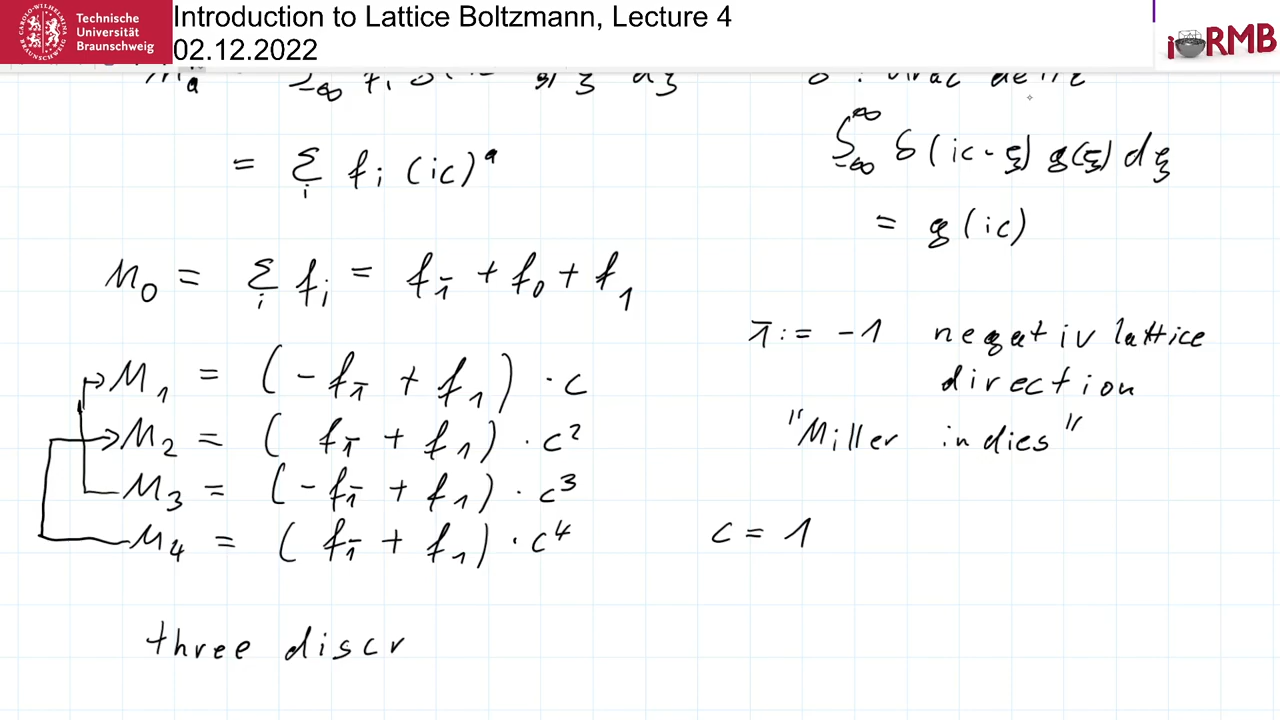 Technische
Universität
Braunschweig
Introduction to Lattice Boltzmann, Lecture 4
02.12.2022
iRMB
= Σ_i f_i (ic)^a
∫_{-∞}^{∞} δ(ic - ξ) g(ξ) dξ
= g(ic)
M_0 = Σ_i f_i = f_1̄ + f_0 + f_1
1̄ := -1 negativ lattice
direction
"Miller indies"
M_1 = (- f_1̄ + f_1) · c
M_2 = ( f_1̄ + f_1) · c^2
M_3 = (- f_1̄ + f_1) · c^3
M_4 = ( f_1̄ + f_1) · c^4
c = 1
three discr